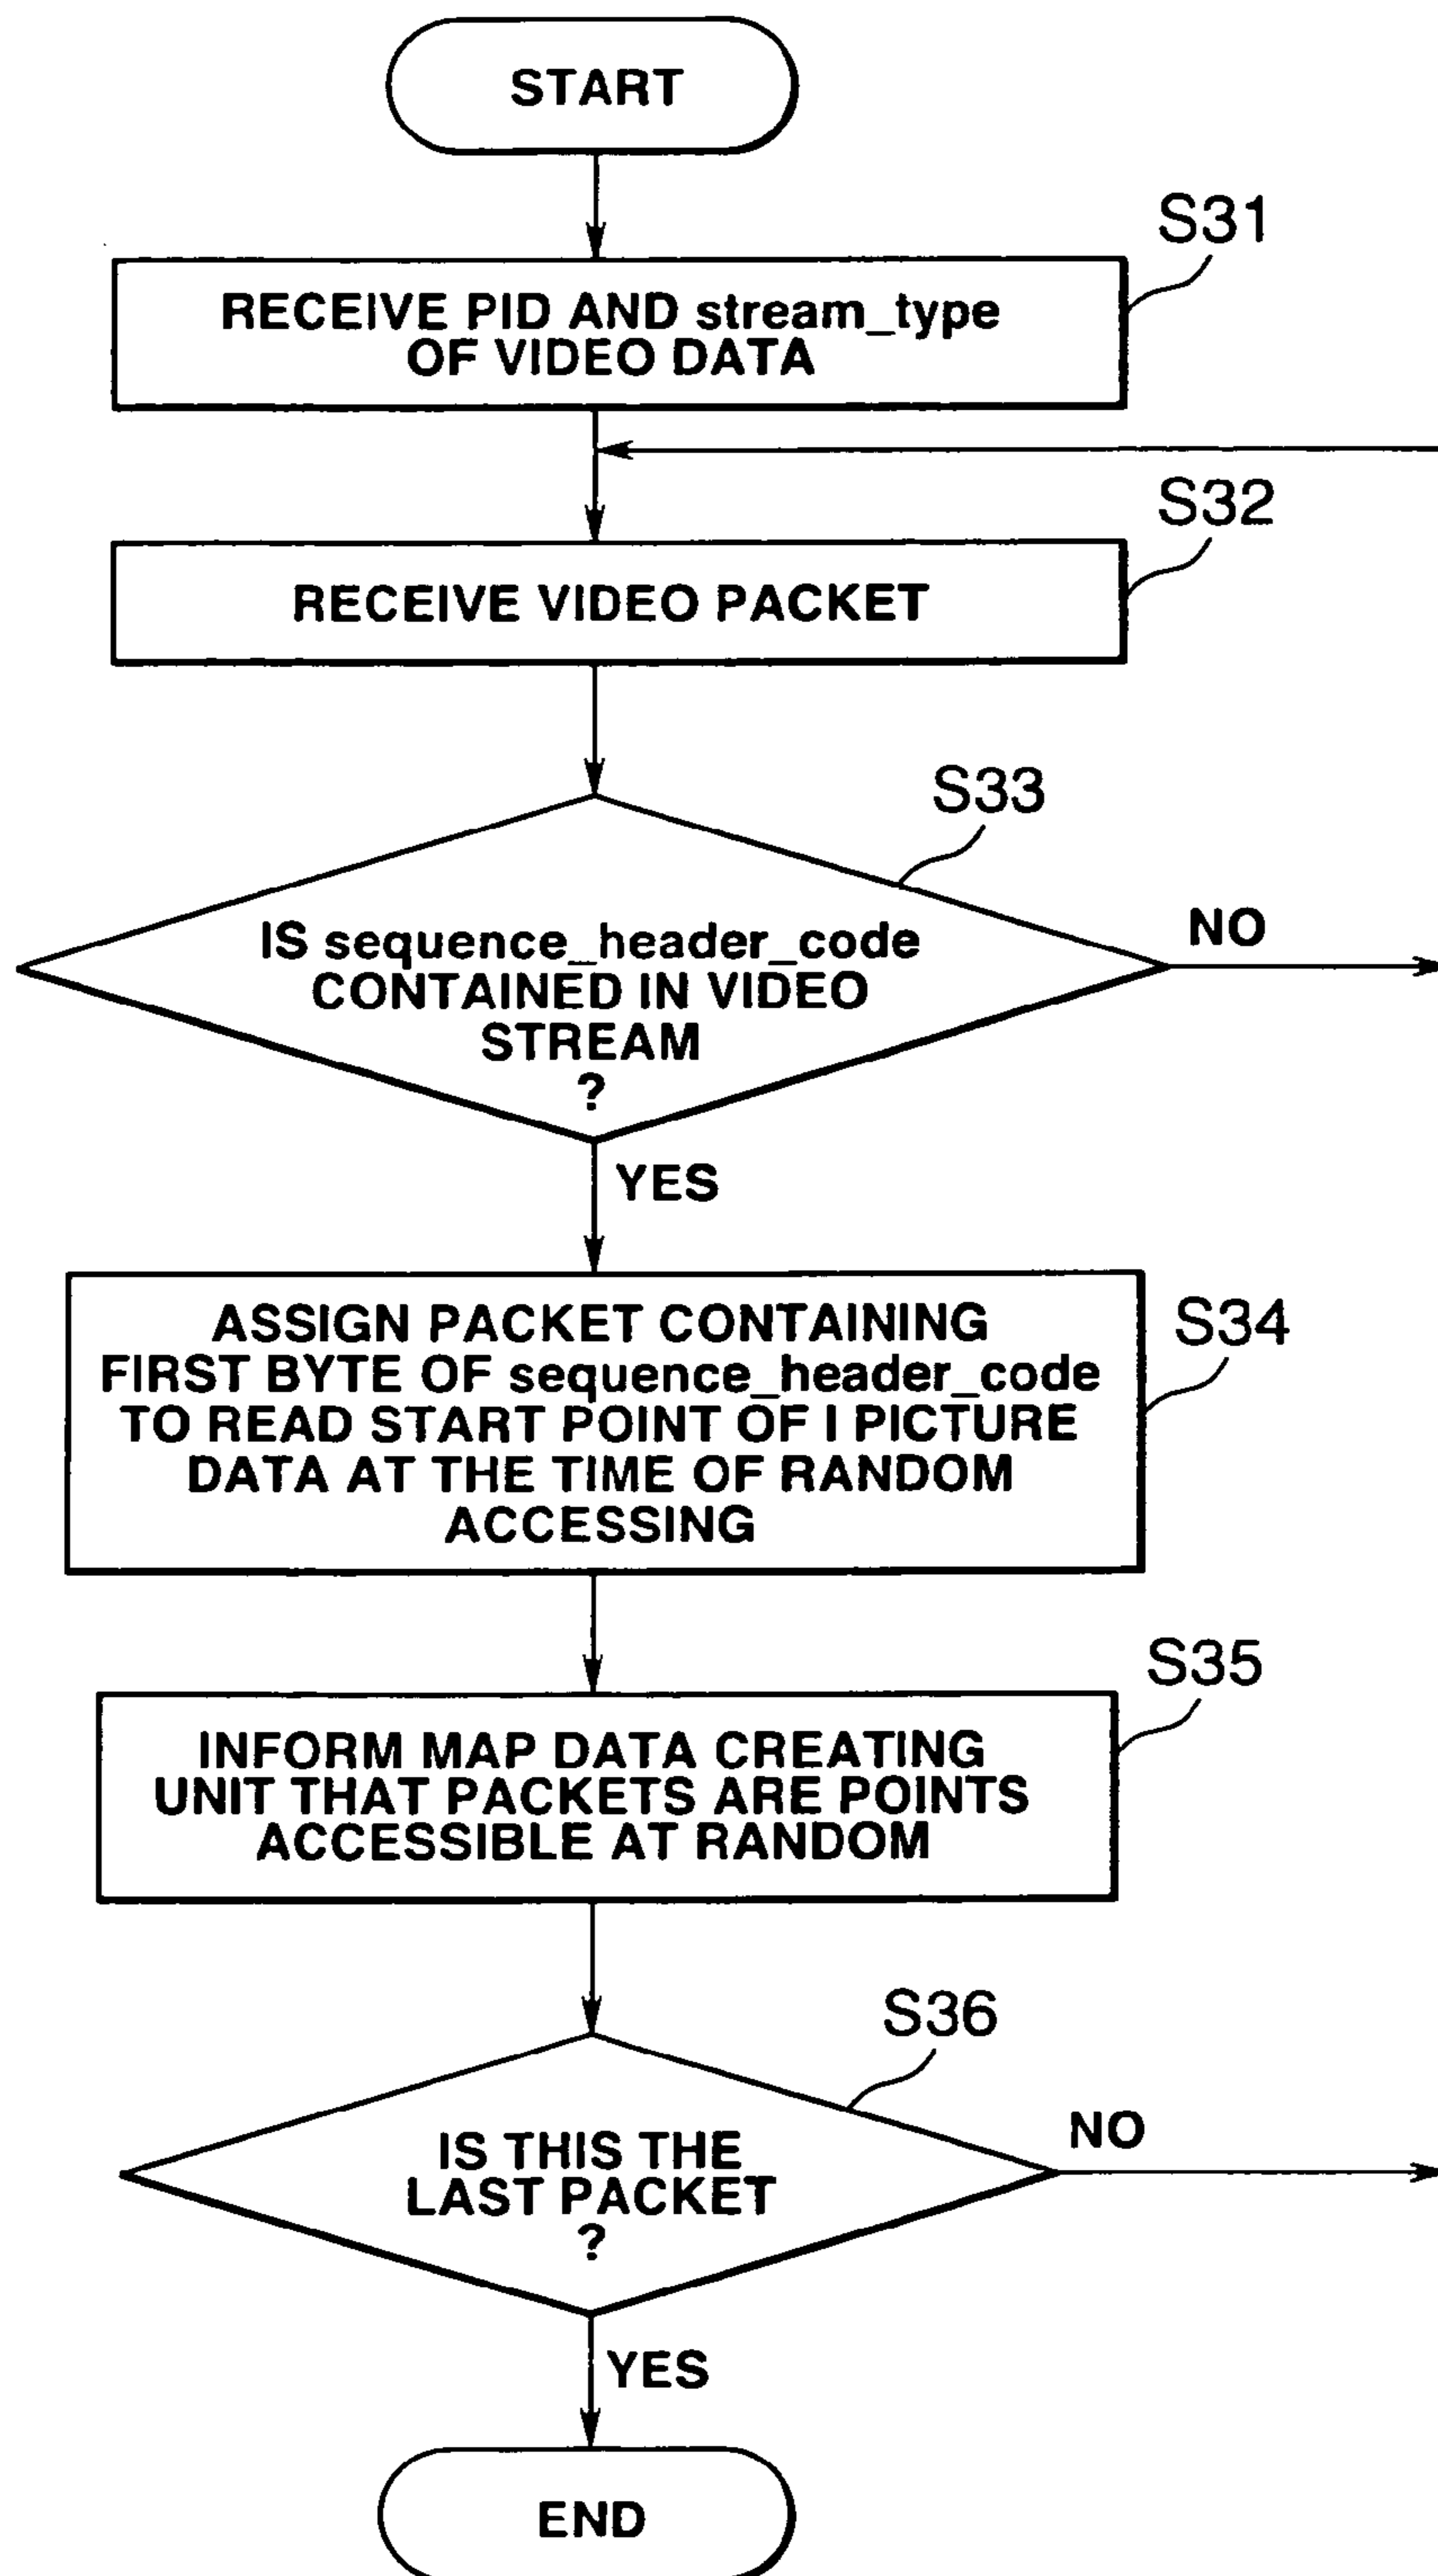 START
S31
RECEIVE PID AND stream_type
OF VIDEO DATA
S32
RECEIVE VIDEO PACKET
S33
IS sequence_header_code
CONTAINED IN VIDEO
STREAM
?
NO
YES
S34
ASSIGN PACKET CONTAINING
FIRST BYTE OF sequence_header_code
TO READ START POINT OF I PICTURE
DATA AT THE TIME OF RANDOM
ACCESSING
S35
INFORM MAP DATA CREATING
UNIT THAT PACKETS ARE POINTS
ACCESSIBLE AT RANDOM
S36
IS THIS THE
LAST PACKET
?
NO
YES
END